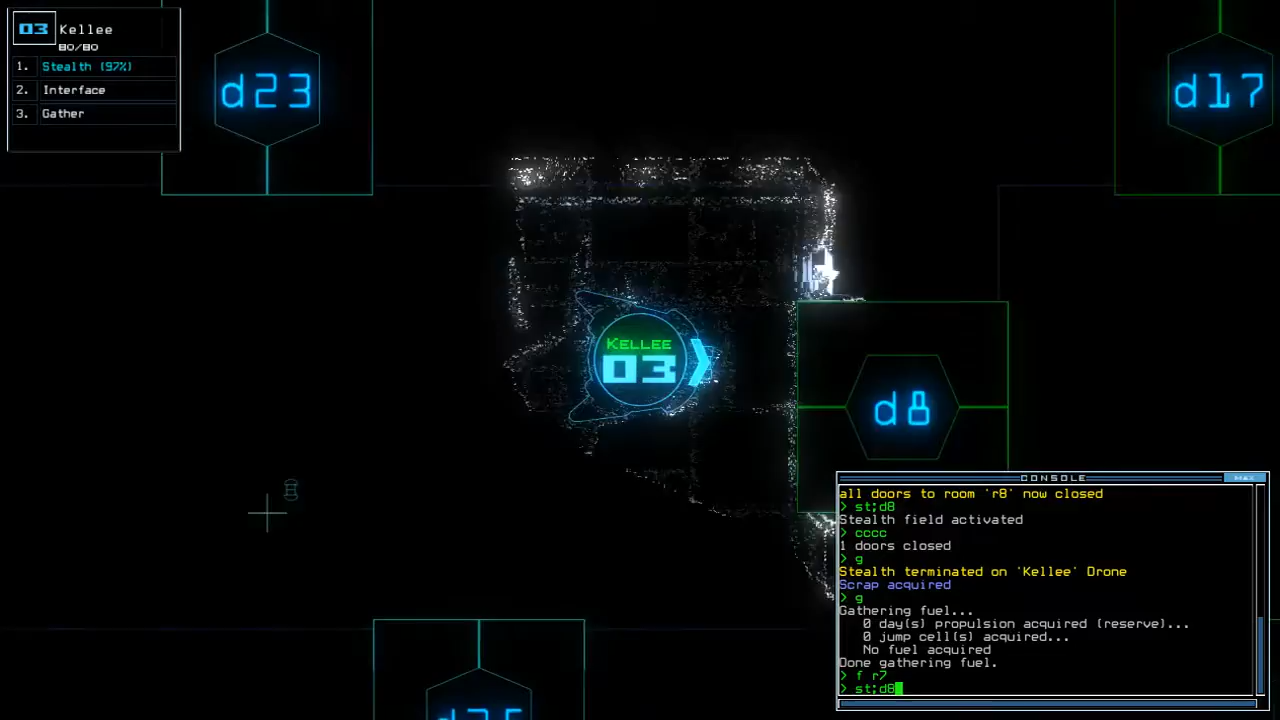 03 Kellee
80/80
1. Stealth (97%)
2. Interface
3. Gather
d23
d17
KELLEE
03
d8
CONSOLE
MAX
all doors to room 'r8' now closed
> st;d8
Stealth field activated
> cccc
1 doors closed
> g
Stealth terminated on 'Kellee' Drone
Scrap acquired
> g
Gathering fuel...
0 day(s) propulsion acquired (reserve)...
0 jump cell(s) acquired...
No fuel acquired
Done gathering fuel.
> f r7
> st;d8